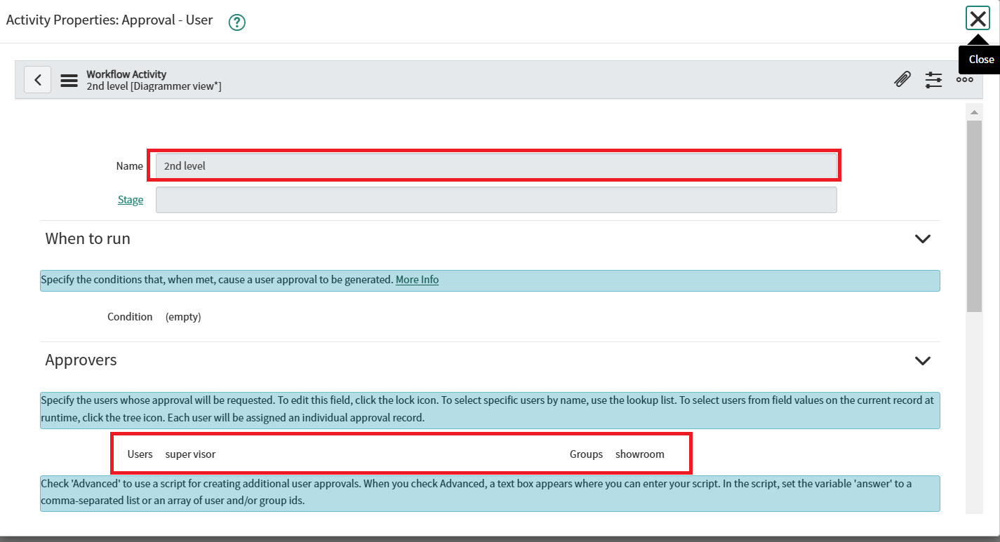 Activity Properties: Approval - User
?
Close
Workflow Activity
2nd level [Diagrammer view*]
Name 2nd level
Stage
When to run
Specify the conditions that, when met, cause a user approval to be generated. More Info
Condition (empty)
Approvers
Specify the users whose approval will be requested. To edit this field, click the lock icon. To select specific users by name, use the lookup list. To select users from field values on the current record at
runtime, click the tree icon. Each user will be assigned an individual approval record.
Users super visor Groups showroom
Check 'Advanced' to use a script for creating additional user approvals. When you check Advanced, a text box appears where you can enter your script. In the script, set the variable 'answer' to a
comma-separated list or an array of user and/or group ids.